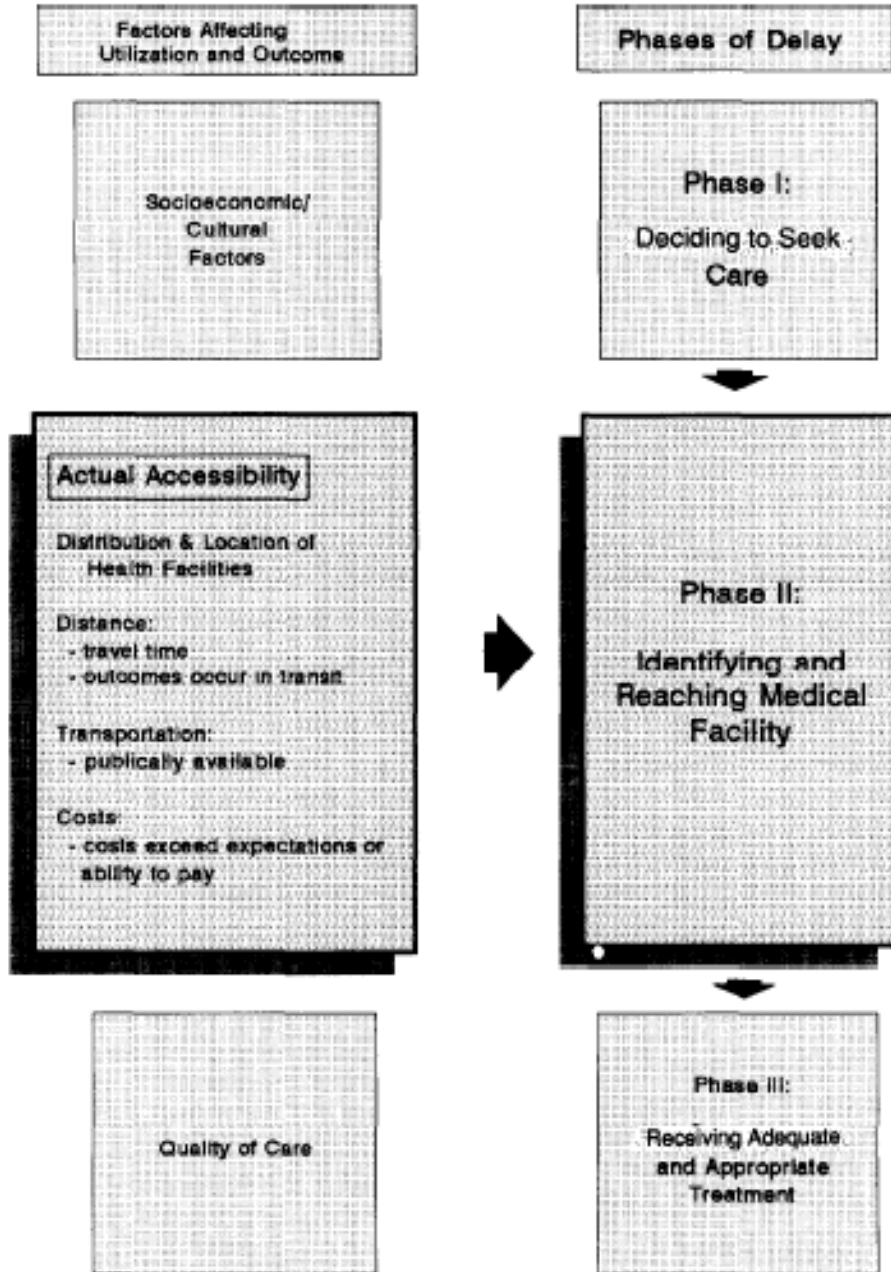 Factors Affecting
Utilization and Outcome
Socioeconomic/
Cultural
Factors
Actual Accessibility
Distribution & Location of
Health Facilities
Distance:
- travel time
- outcomes occur in transit
Transportation:
- publically available
Costs:
- costs exceed expectations or
ability to pay
Quality of Care
Phases of Delay
Phase I:
Deciding to Seek
Care
Phase II:
Identifying and
Reaching Medical
Facility
Phase III:
Receiving Adequate
and Appropriate
Treatment